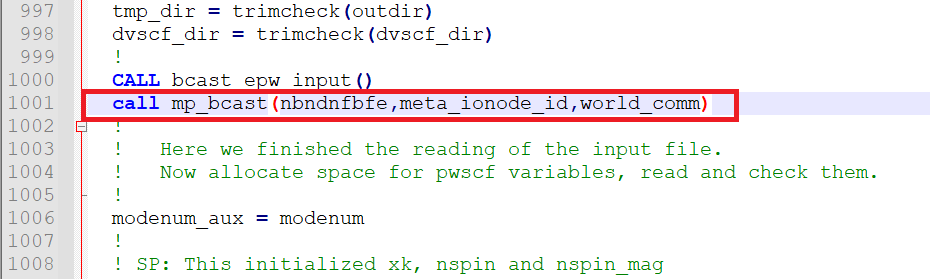 997 tmp_dir = trimcheck(outdir)
998 dvscf_dir = trimcheck(dvscf_dir)
999 !
1000 CALL bcast_epw_input()
1001 call mp_bcast(nbndnfbfe,meta_ionode_id,world_comm)
1002 !
1003 !   Here we finished the reading of the input file.
1004 !   Now allocate space for pwscf variables, read and check them.
1005 !
1006 modenum_aux = modenum
1007 !
1008 ! SP: This initialized xk, nspin and nspin_mag